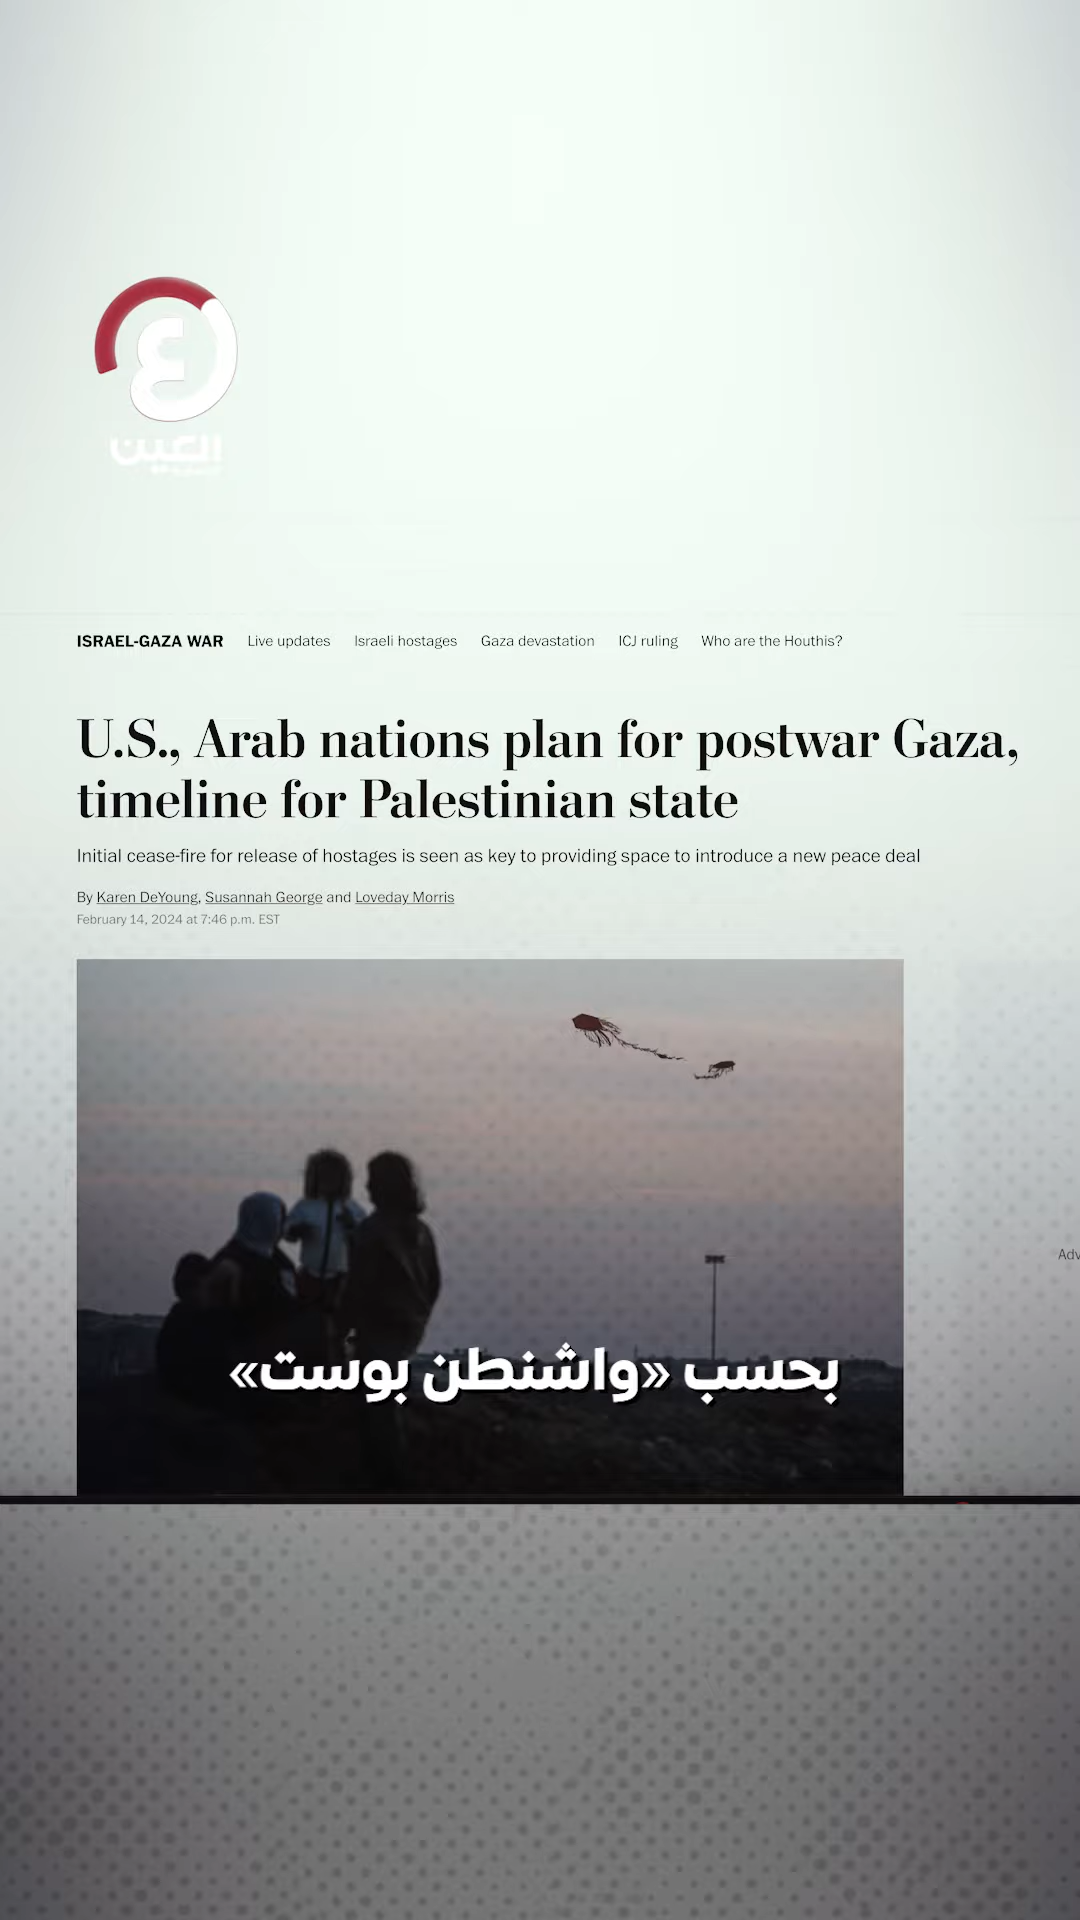 ع
العين
ISRAEL-GAZA WAR Live updates Israeli hostages Gaza devastation ICJ ruling Who are the Houthis?
U.S., Arab nations plan for postwar Gaza,
timeline for Palestinian state
Initial cease-fire for release of hostages is seen as key to providing space to introduce a new peace deal
By Karen DeYoung, Susannah George and Loveday Morris
February 14, 2024 at 7:46 p.m. EST
Adv
بحسب «واشنطن بوست»